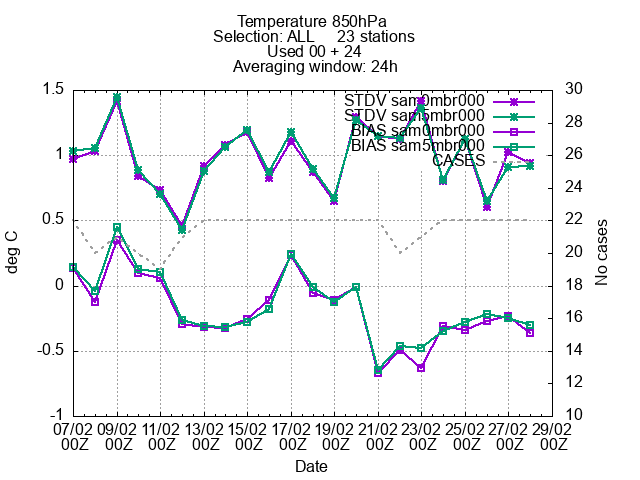 Temperature 850hPa
Selection: ALL     23 stations
Used 00 + 24
Averaging window: 24h
1.5
1
0.5
0
-0.5
-1
deg C
30
28
26
24
22
20
18
16
14
12
10
No cases
STDV sam0mbr000
STDV sam5mbr000
BIAS sam0mbr000
BIAS sam5mbr000
CASES
07/02 09/02 11/02 13/02 15/02 17/02 19/02 21/02 23/02 25/02 27/02 29/02
00Z 00Z 00Z 00Z 00Z 00Z 00Z 00Z 00Z 00Z 00Z 00Z
Date